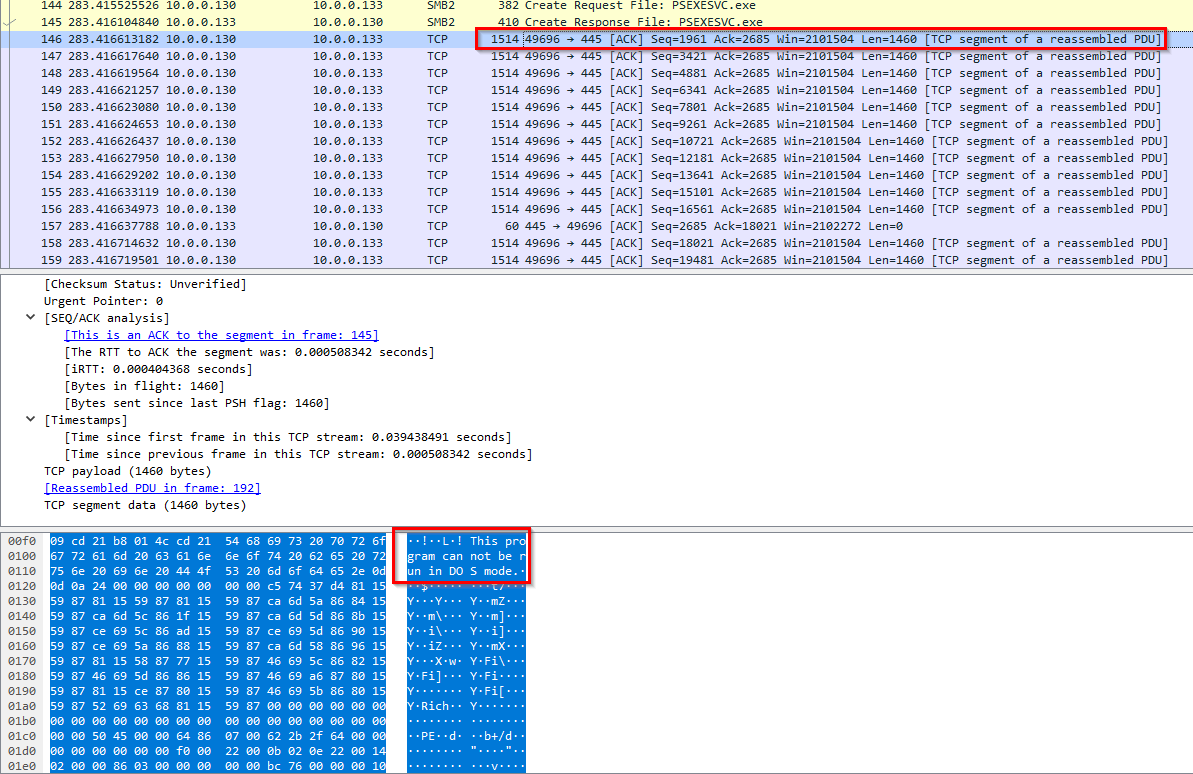 144 283.415525526 10.0.0.130 10.0.0.133 SMB2 382 Create Request File: PSEXESVC.exe
145 283.416104840 10.0.0.133 10.0.0.130 SMB2 410 Create Response File: PSEXESVC.exe
146 283.416613182 10.0.0.130 10.0.0.133 TCP 1514 49696 → 445 [ACK] Seq=1961 Ack=2685 Win=2101504 Len=1460 [TCP segment of a reassembled PDU]
147 283.416617640 10.0.0.130 10.0.0.133 TCP 1514 49696 → 445 [ACK] Seq=3421 Ack=2685 Win=2101504 Len=1460 [TCP segment of a reassembled PDU]
148 283.416619564 10.0.0.130 10.0.0.133 TCP 1514 49696 → 445 [ACK] Seq=4881 Ack=2685 Win=2101504 Len=1460 [TCP segment of a reassembled PDU]
149 283.416621257 10.0.0.130 10.0.0.133 TCP 1514 49696 → 445 [ACK] Seq=6341 Ack=2685 Win=2101504 Len=1460 [TCP segment of a reassembled PDU]
150 283.416623080 10.0.0.130 10.0.0.133 TCP 1514 49696 → 445 [ACK] Seq=7801 Ack=2685 Win=2101504 Len=1460 [TCP segment of a reassembled PDU]
151 283.416624653 10.0.0.130 10.0.0.133 TCP 1514 49696 → 445 [ACK] Seq=9261 Ack=2685 Win=2101504 Len=1460 [TCP segment of a reassembled PDU]
152 283.416626437 10.0.0.130 10.0.0.133 TCP 1514 49696 → 445 [ACK] Seq=10721 Ack=2685 Win=2101504 Len=1460 [TCP segment of a reassembled PDU]
153 283.416627950 10.0.0.130 10.0.0.133 TCP 1514 49696 → 445 [ACK] Seq=12181 Ack=2685 Win=2101504 Len=1460 [TCP segment of a reassembled PDU]
154 283.416629202 10.0.0.130 10.0.0.133 TCP 1514 49696 → 445 [ACK] Seq=13641 Ack=2685 Win=2101504 Len=1460 [TCP segment of a reassembled PDU]
155 283.416633119 10.0.0.130 10.0.0.133 TCP 1514 49696 → 445 [ACK] Seq=15101 Ack=2685 Win=2101504 Len=1460 [TCP segment of a reassembled PDU]
156 283.416634973 10.0.0.130 10.0.0.133 TCP 1514 49696 → 445 [ACK] Seq=16561 Ack=2685 Win=2101504 Len=1460 [TCP segment of a reassembled PDU]
157 283.416637788 10.0.0.133 10.0.0.130 TCP 60 445 → 49696 [ACK] Seq=2685 Ack=18021 Win=2102272 Len=0
158 283.416714632 10.0.0.130 10.0.0.133 TCP 1514 49696 → 445 [ACK] Seq=18021 Ack=2685 Win=2101504 Len=1460 [TCP segment of a reassembled PDU]
159 283.416719501 10.0.0.130 10.0.0.133 TCP 1514 49696 → 445 [ACK] Seq=19481 Ack=2685 Win=2101504 Len=1460 [TCP segment of a reassembled PDU]
[Checksum Status: Unverified]
Urgent Pointer: 0
[SEQ/ACK analysis]
[This is an ACK to the segment in frame: 145]
[The RTT to ACK the segment was: 0.000508342 seconds]
[iRTT: 0.000404368 seconds]
[Bytes in flight: 1460]
[Bytes sent since last PSH flag: 1460]
[Timestamps]
[Time since first frame in this TCP stream: 0.039438491 seconds]
[Time since previous frame in this TCP stream: 0.000508342 seconds]
TCP payload (1460 bytes)
[Reassembled PDU in frame: 192]
TCP segment data (1460 bytes)
00f0 09 cd 21 b8 01 4c cd 21 54 68 69 73 20 70 72 6f ··!··L·! This pro
0100 67 72 61 6d 20 63 61 6e 6e 6f 74 20 62 65 20 72 gram can not be r
0110 75 6e 20 69 6e 20 44 4f 53 20 6d 6f 64 65 2e 0d un in DO S mode.·
0120 0d 0a 24 00 00 00 00 00 00 00 c5 74 37 d4 81 15 ··$····· ···t7···
0130 59 87 81 15 59 87 81 15 59 87 ca 6d 5a 86 84 15 Y···Y··· Y··mZ···
0140 59 87 ca 6d 5c 86 1f 15 59 87 ca 6d 5d 86 8b 15 Y··m\··· Y··m]···
0150 59 87 ce 69 5c 86 ad 15 59 87 ce 69 5d 86 90 15 Y··i\··· Y··i]···
0160 59 87 ce 69 5a 86 88 15 59 87 ca 6d 58 86 96 15 Y··iZ··· Y··mX···
0170 59 87 81 15 58 87 77 15 59 87 46 69 5c 86 82 15 Y···X·w· Y·Fi\···
0180 59 87 46 69 5d 86 86 15 59 87 46 69 a6 87 80 15 Y·Fi]··· Y·Fi····
0190 59 87 81 15 ce 87 80 15 59 87 46 69 5b 86 80 15 Y······· Y·Fi[···
01a0 59 87 52 69 63 68 81 15 59 87 00 00 00 00 00 00 Y·Rich·· Y·······
01b0 00 00 00 00 00 00 00 00 00 00 00 00 00 00 00 00 ········ ········
01c0 00 00 50 45 00 00 64 86 07 00 62 2b 2f 64 00 00 ··PE··d· ··b+/d··
01d0 00 00 00 00 00 00 f0 00 22 00 0b 02 0e 22 00 14 ········ "····"··
01e0 02 00 00 86 03 00 00 00 00 00 bc 76 00 00 00 10 ········ ···v····